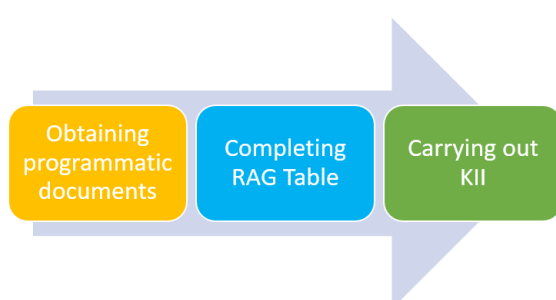 Obtaining
programmatic
documents
Completing
RAG Table
Carrying out
KII